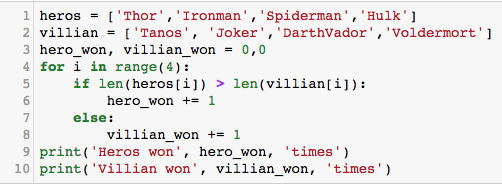 1 heros = ['Thor','Ironman','Spiderman','Hulk']
2 villian = ['Tanos', 'Joker','DarthVador','Voldermort']
3 hero_won, villian_won = 0,0
4 for i in range(4):
5     if len(heros[i]) > len(villian[i]):
6         hero_won += 1
7     else:
8         villian_won += 1
9 print('Heros won', hero_won, 'times')
10 print('Villian won', villian_won, 'times')